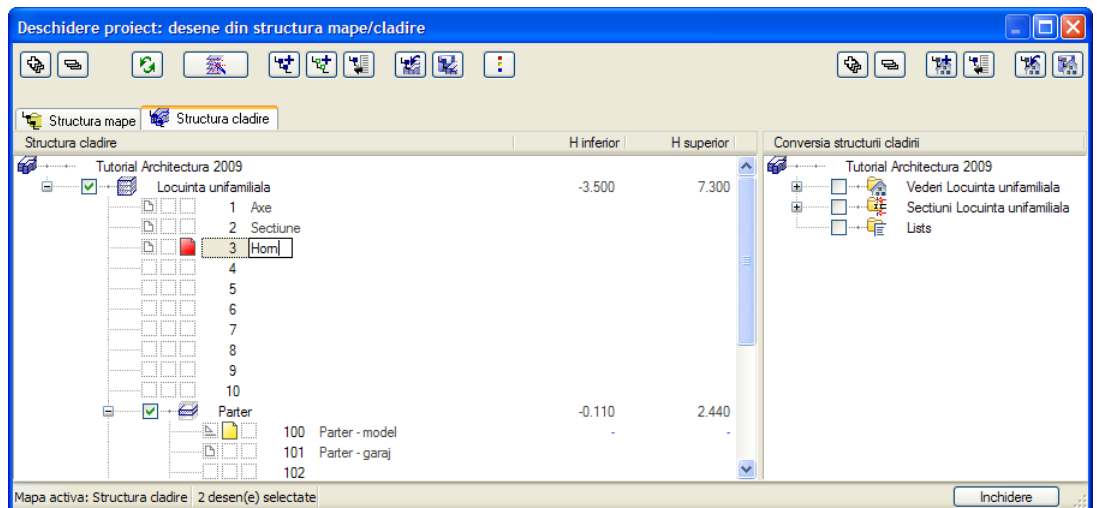 Deschidere proiect: desene din structura mape/cladire
Structura mape Structura cladire
Structura cladire H inferior H superior Conversia structurii cladirii
Tutorial Architectura 2009 Tutorial Architectura 2009
Locuinta unifamiliala -3.500 7.300 Vederi Locuinta unifamiliala
1 Axe Sectiuni Locuinta unifamiliala
2 Sectiune Lists
3 Hom
4
5
6
7
8
9
10
Parter -0.110 2.440
100 Parter - model - -
101 Parter - garaj
102
Mapa activa: Structura cladire 2 desen(e) selectate Inchidere